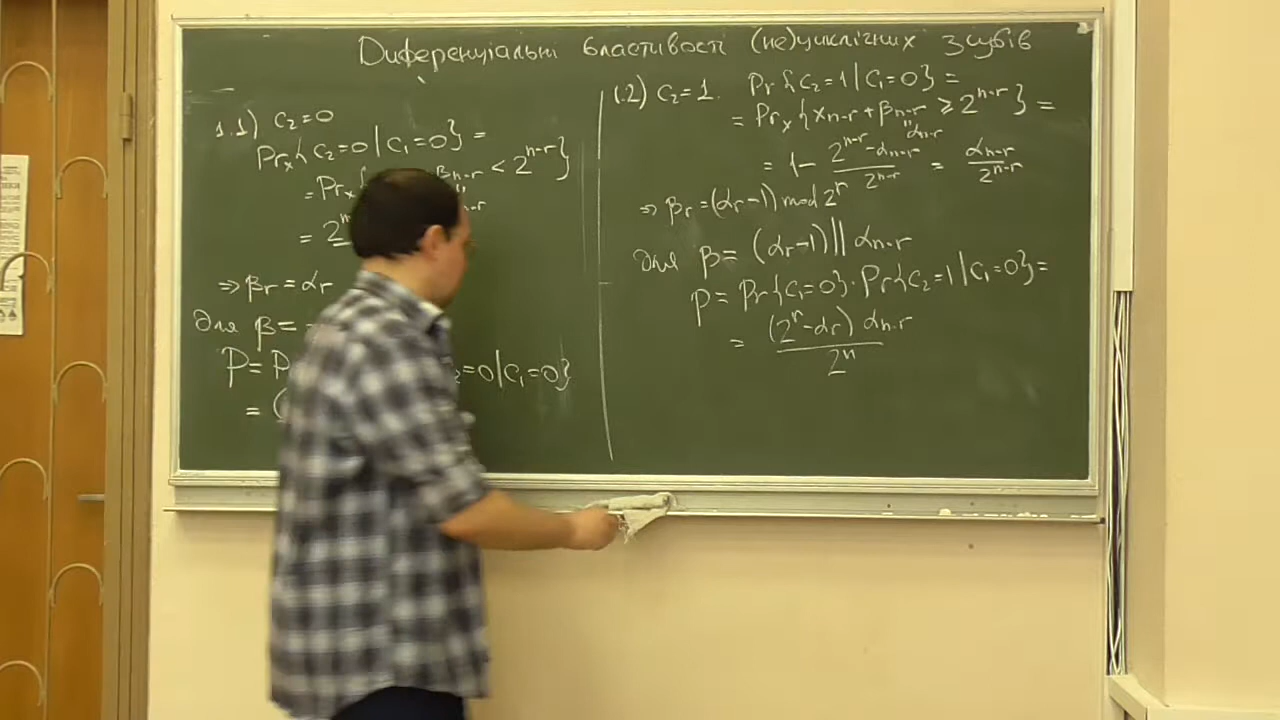 Диференціальні властивості (не)циклічних зсувів
1.1) c₂=0
Pr_x{c₂=0|c₁=0} =
= Pr_x{ β_{n-r} < 2^{n-r}}
= 2
⇒ β_r = α_r
для β =
P = P ₂=0|c₁=0}
= (
1.2) c₂=1. Pr{c₂=1|c₁=0} =
= Pr_x{x_{n-r} + β_{n-r} ⩾ 2^{n-r}} =
" α_{n-r}
= 1 - (2^{n-r} - α_{n-r})/2^{n-r} = α_{n-r}/2^{n-r}
⇒ β_r = (α_r - 1) mod 2^r
для β = (α_r - 1)||α_{n-r}
p = Pr{c₁=0}·Pr{c₂=1|c₁=0} =
= (2^r - α_r) α_{n-r}/2^n